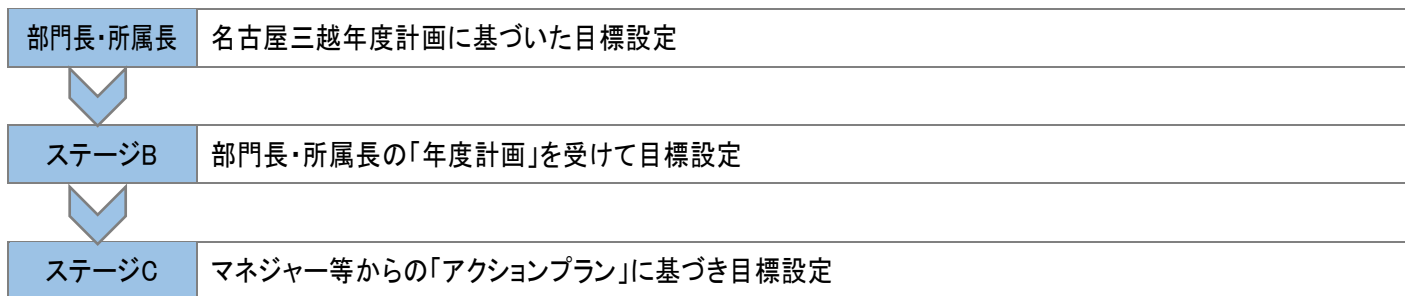 部門長・所属長 名古屋三越年度計画に基づいた目標設定
ステージB 部門長・所属長の「年度計画」を受けて目標設定
ステージC マネジャー等からの「アクションプラン」に基づき目標設定